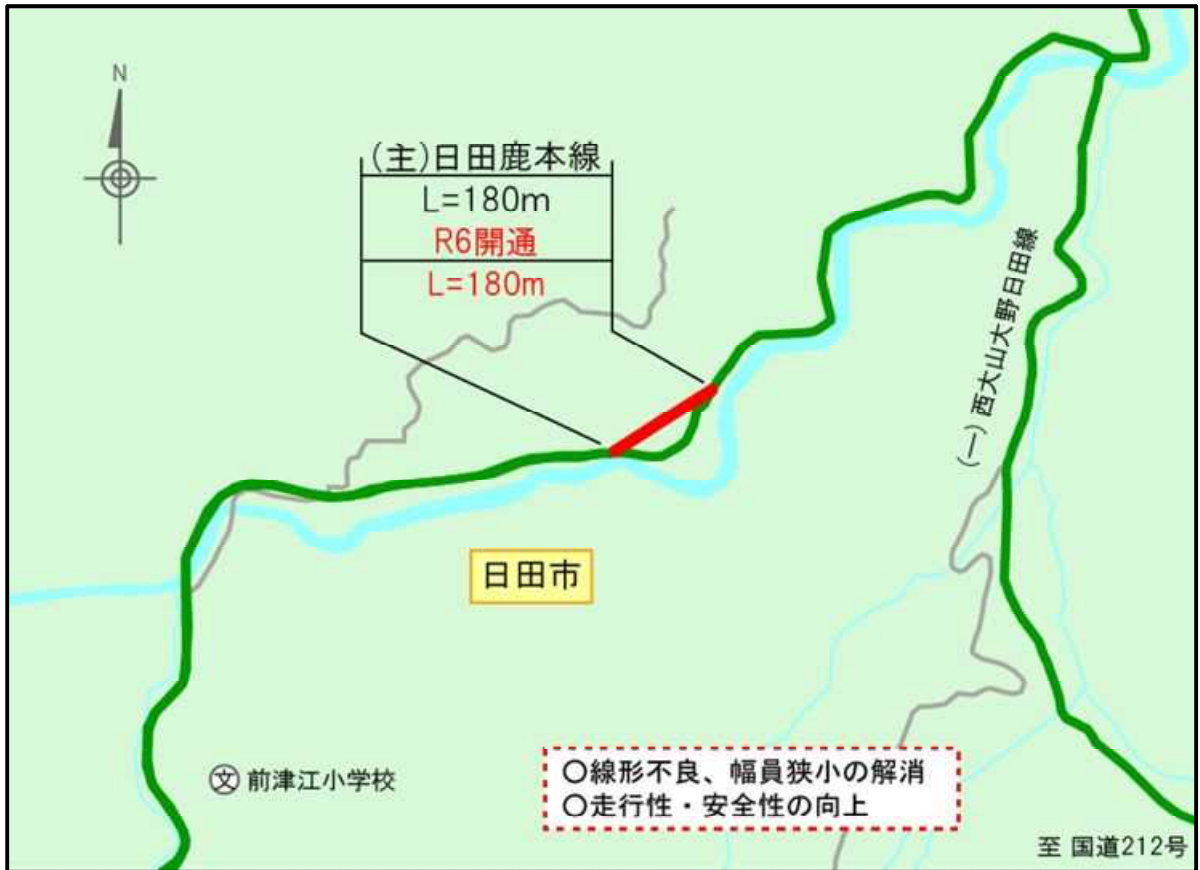 N
(主)日田鹿本線
L=180m
R6開通
L=180m
(一)西大山大野日田線
日田市
文 前津江小学校
○線形不良、幅員狭小の解消
○走行性・安全性の向上
至 国道212号